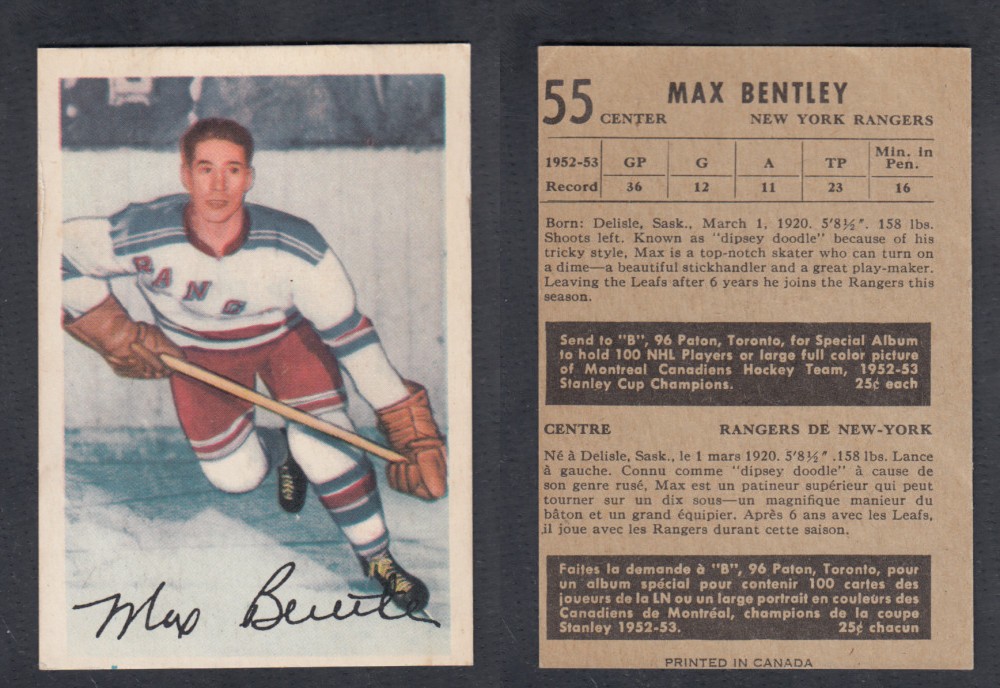 RANG
Max Bentley
55
MAX BENTLEY
CENTER NEW YORK RANGERS
1952-53 GP G A TP Min. in Pen.
Record 36 12 11 23 16
Born: Delisle, Sask., March 1, 1920. 5'8½". 158 lbs.
Shoots left. Known as "dipsey doodle" because of his
tricky style, Max is a top-notch skater who can turn on
a dime—a beautiful stickhandler and a great play-maker.
Leaving the Leafs after 6 years he joins the Rangers this
season.
Send to "B", 96 Paton, Toronto, for Special Album
to hold 100 NHL Players or large full color picture
of Montreal Canadiens Hockey Team, 1952-53
Stanley Cup Champions. 25¢ each
CENTRE RANGERS DE NEW-YORK
Né à Delisle, Sask., le 1 mars 1920. 5'8½" .158 lbs. Lance
à gauche. Connu comme "dipsey doodle" à cause de
son genre rusé, Max est un patineur supérieur qui peut
tourner sur un dix sous—un magnifique manieur du
bâton et un grand équipier. Après 6 ans avec les Leafs,
il joue avec les Rangers durant cette saison.
Faites la demande à "B", 96 Paton, Toronto, pour
un album spécial pour contenir 100 cartes des
joueurs de la LN ou un large portrait en couleurs des
Canadiens de Montréal, champions de la coupe
Stanley 1952-53. 25¢ chacun
PRINTED IN CANADA